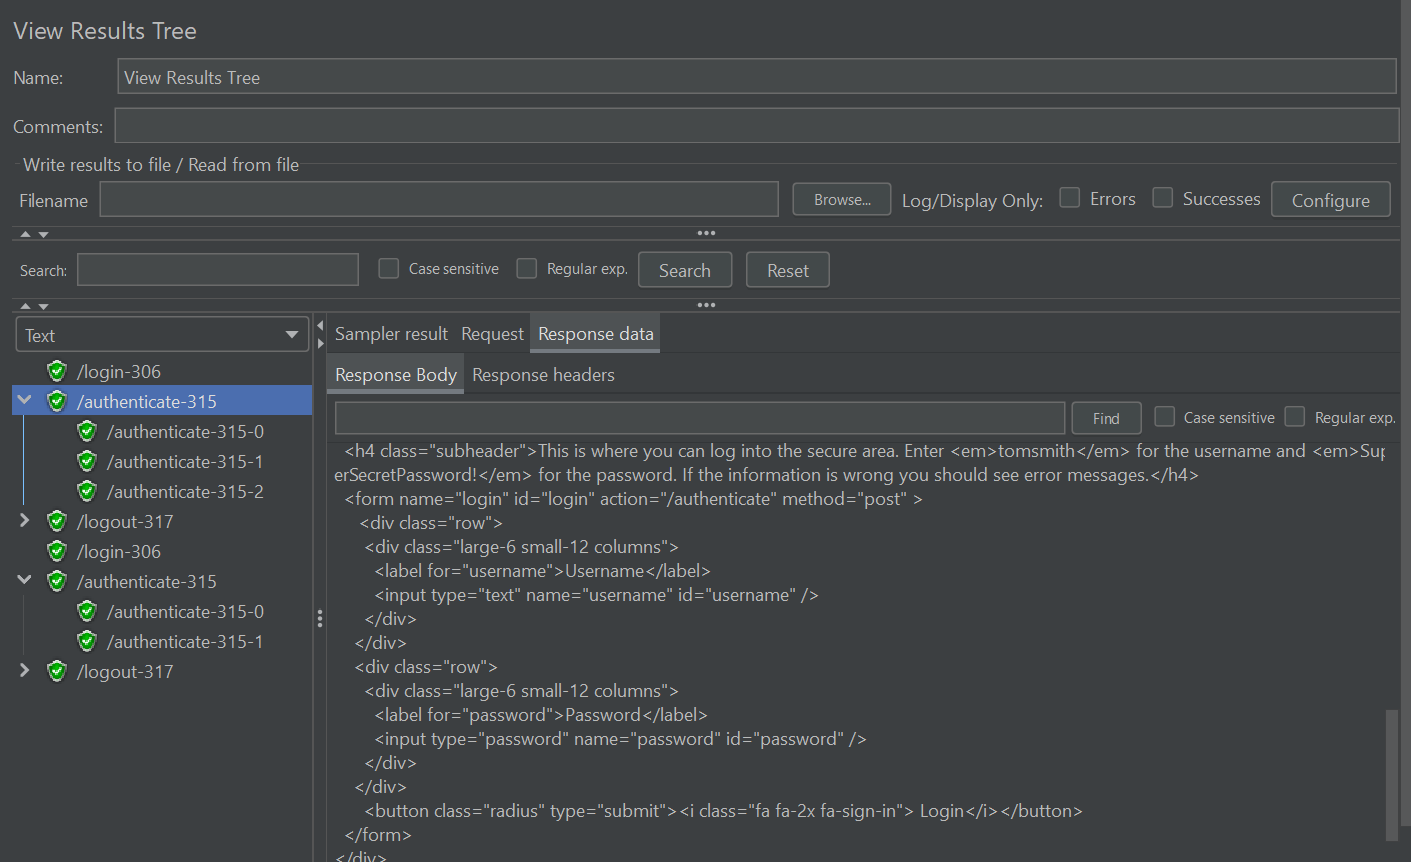 View Results Tree
Name: View Results Tree
Comments:
Write results to file / Read from file
Filename Browse... Log/Display Only: Errors Successes Configure
Search: Case sensitive Regular exp. Search Reset
Text
/login-306
/authenticate-315
/authenticate-315-0
/authenticate-315-1
/authenticate-315-2
/logout-317
/login-306
/authenticate-315
/authenticate-315-0
/authenticate-315-1
/logout-317
Sampler result Request Response data
Response Body Response headers
Find Case sensitive Regular exp.
<h4 class="subheader">This is where you can log into the secure area. Enter <em>tomsmith</em> for the username and <em>Sup
erSecretPassword!</em> for the password. If the information is wrong you should see error messages.</h4>
<form name="login" id="login" action="/authenticate" method="post" >
<div class="row">
<div class="large-6 small-12 columns">
<label for="username">Username</label>
<input type="text" name="username" id="username" />
</div>
</div>
<div class="row">
<div class="large-6 small-12 columns">
<label for="password">Password</label>
<input type="password" name="password" id="password" />
</div>
</div>
<button class="radius" type="submit"><i class="fa fa-2x fa-sign-in"> Login</i></button>
</form>
</div>